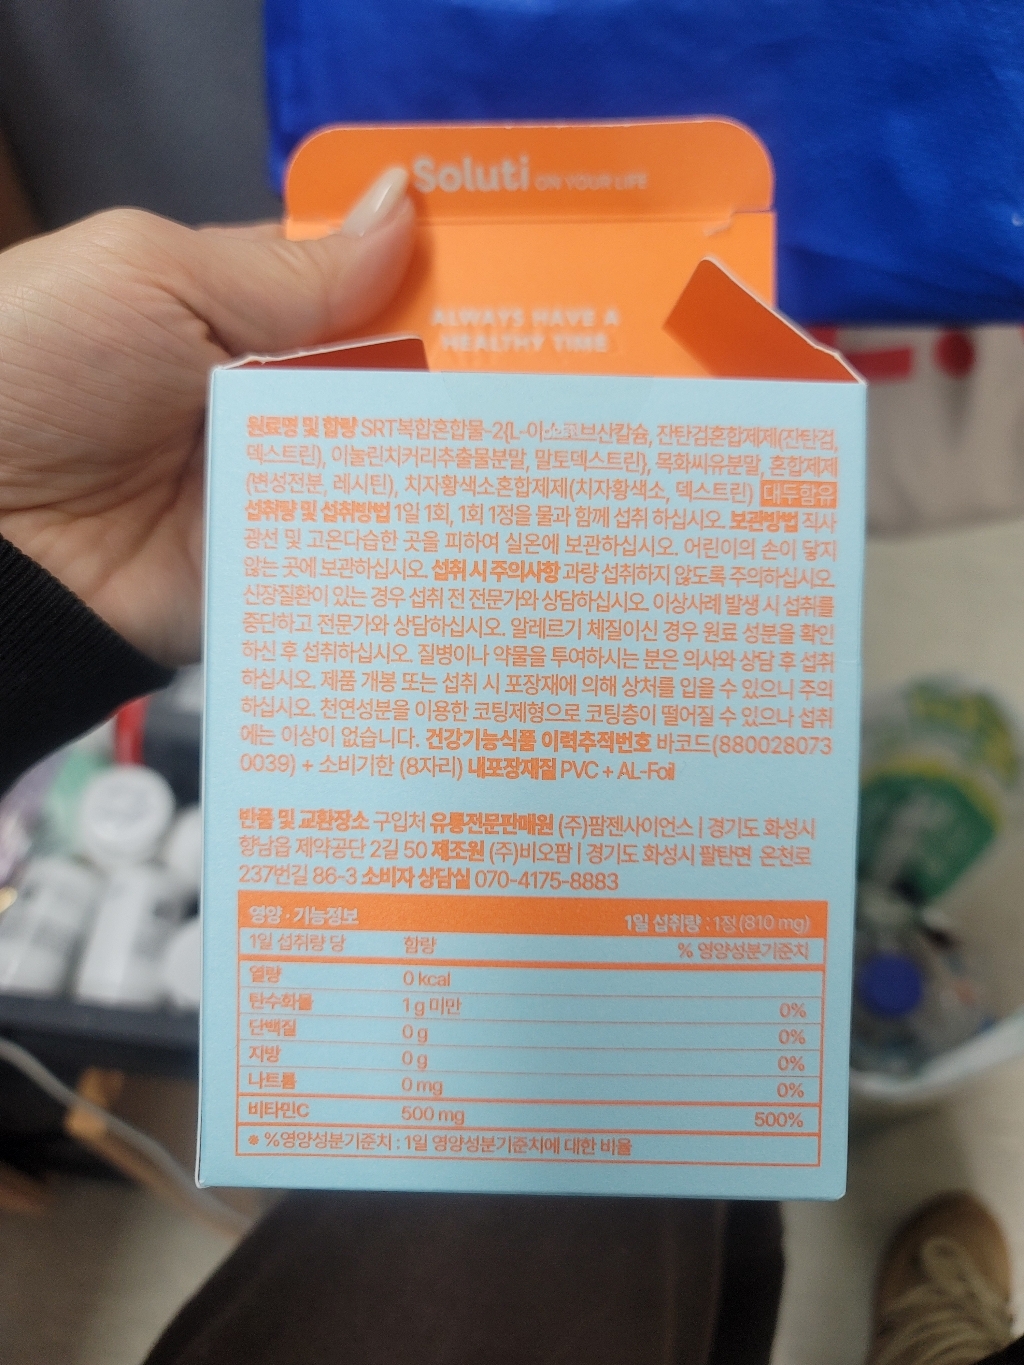 Soluti ON YOUR LIFE
ALWAYS HAVE A
HEALTHY TIME
원료명 및 함량 SRT복합혼합물-2{L-이스코르브산칼슘, 잔탄검혼합제제(잔탄검,
덱스트린), 이눌린치커리추출물분말, 말토덱스트린}, 목화씨유분말, 혼합제제
(변성전분, 레시틴), 치자황색소혼합제제(치자황색소, 덱스트린) 대두함유
섭취량 및 섭취방법 1일 1회, 1회 1정을 물과 함께 섭취 하십시오. 보관방법 직사
광선 및 고온다습한 곳을 피하여 실온에 보관하십시오. 어린이의 손이 닿지
않는 곳에 보관하십시오. 섭취 시 주의사항 과량 섭취하지 않도록 주의하십시오.
신장질환이 있는 경우 섭취 전 전문가와 상담하십시오. 이상사례 발생 시 섭취를
중단하고 전문가와 상담하십시오. 알레르기 체질이신 경우 원료 성분을 확인
하신 후 섭취하십시오. 질병이나 약물을 투여하시는 분은 의사와 상담 후 섭취
하십시오. 제품 개봉 또는 섭취 시 포장재에 의해 상처를 입을 수 있으니 주의
하십시오. 천연성분을 이용한 코팅제형으로 코팅층이 떨어질 수 있으나 섭취
에는 이상이 없습니다. 건강기능식품 이력추적번호 바코드(880028073
0039) + 소비기한 (8자리) 내포장재질 PVC + AL-Foil
반품 및 교환장소 구입처 유통전문판매원 (주)팜젠사이언스 | 경기도 화성시
향남읍 제약공단 2길 50 제조원 (주)비오팜 | 경기도 화성시 팔탄면 온천로
237번길 86-3 소비자 상담실 070-4175-8883
영양 · 기능정보 1일 섭취량 : 1정(810 mg)
1일 섭취량 당 함량 % 영양성분기준치
열량 0 kcal
탄수화물 1 g 미만 0%
단백질 0 g 0%
지방 0 g 0%
나트륨 0 mg 0%
비타민C 500 mg 500%
※ %영양성분기준치 : 1일 영양성분기준치에 대한 비율